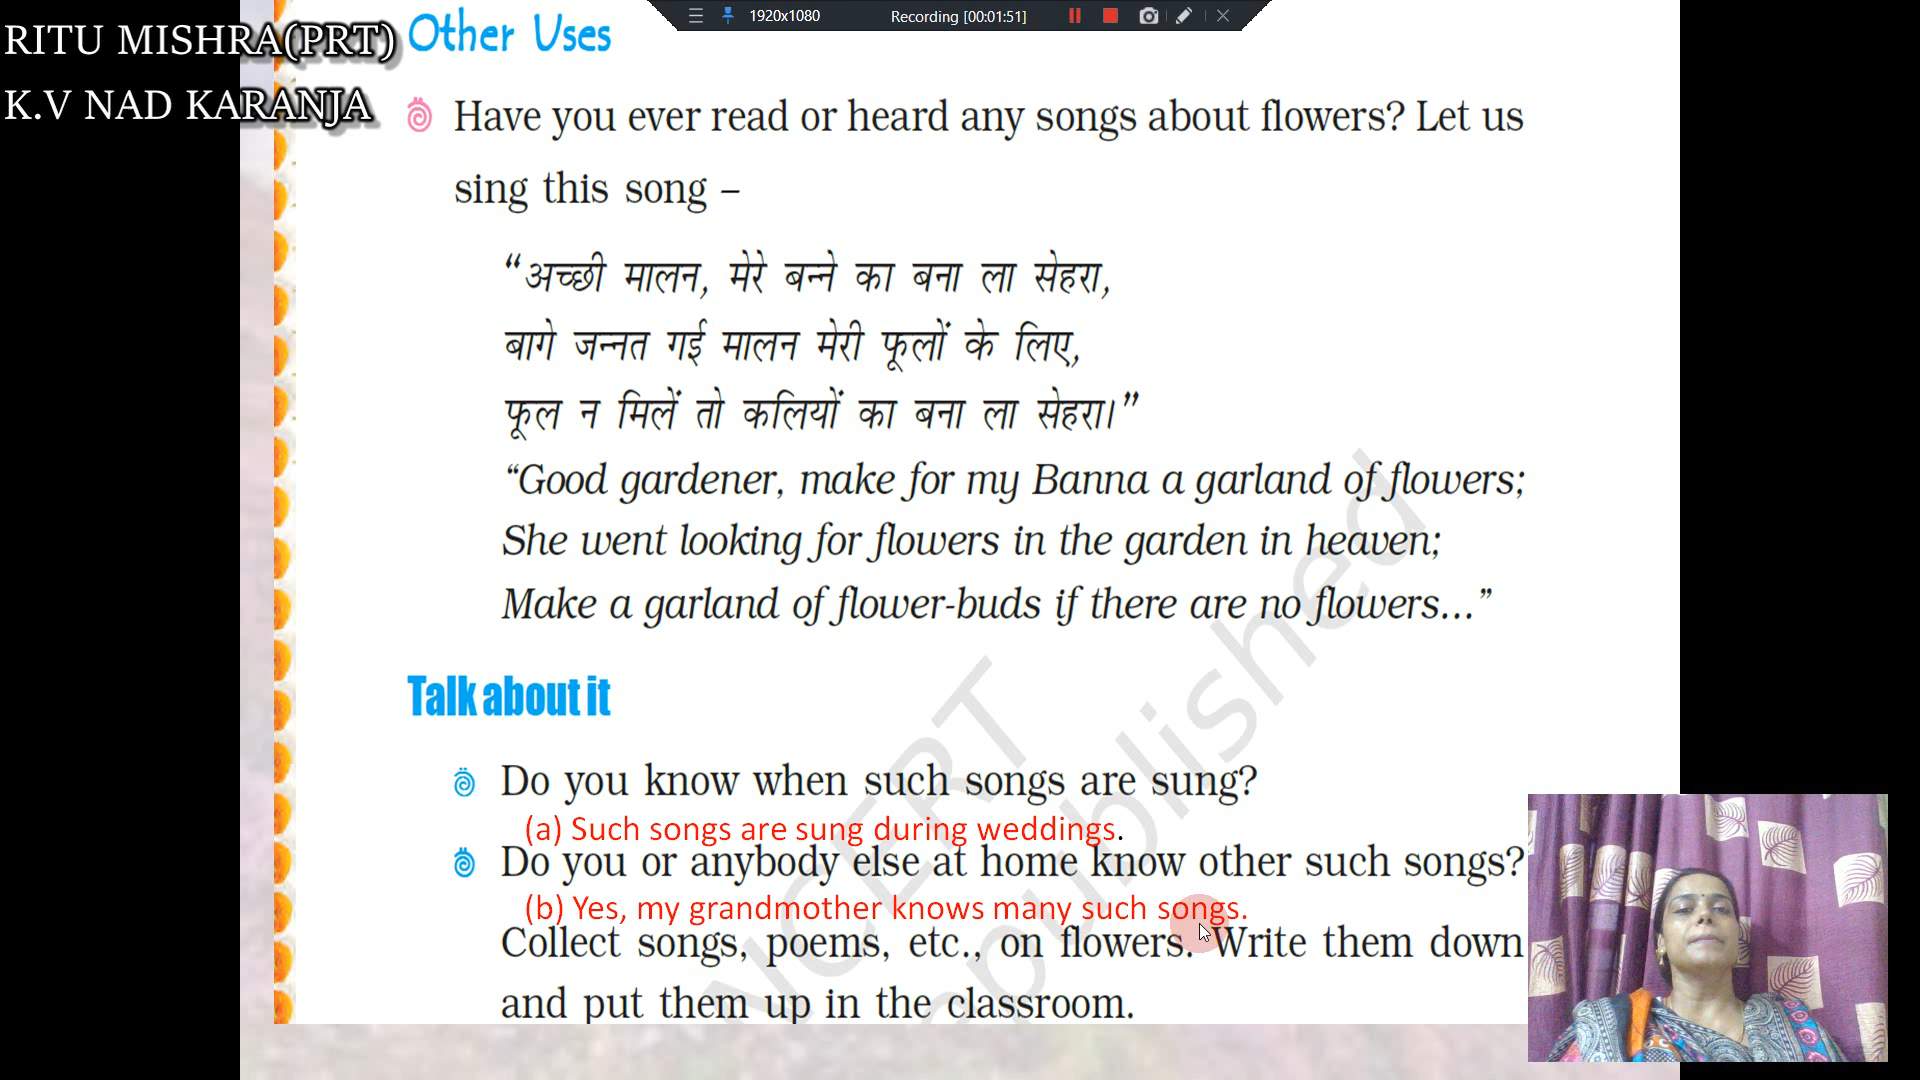 1920x1080
Recording [00:01:51]
RITU MISHRA(PRT)
K.V NAD KARANJA
Other Uses
Have you ever read or heard any songs about flowers? Let us
sing this song –
“अच्छी मालन, मेरे बन्ने का बना ला सेहरा,
बागे जन्नत गई मालन मेरी फूलों के लिए,
फूल न मिलें तो कलियों का बना ला सेहरा।”
“Good gardener, make for my Banna a garland of flowers;
She went looking for flowers in the garden in heaven;
Make a garland of flower-buds if there are no flowers...”
Talk about it
Do you know when such songs are sung?
(a) Such songs are sung during weddings.
Do you or anybody else at home know other such songs?
(b) Yes, my grandmother knows many such songs.
Collect songs, poems, etc., on flowers. Write them down
and put them up in the classroom.
NCERT
republished